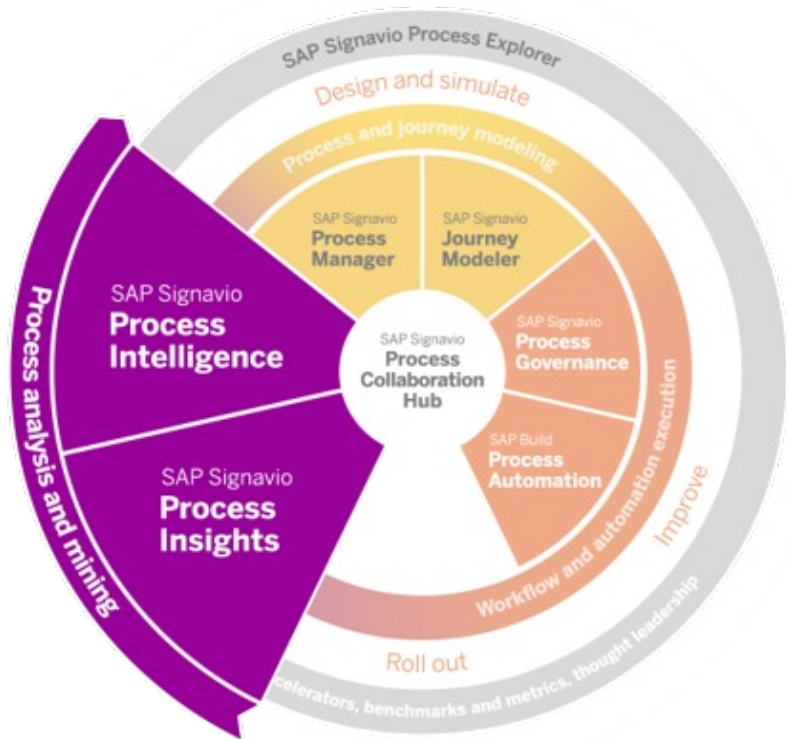 SAP Signavio Process Explorer
Design and simulate
Process and journey modeling
SAP Signavio
Process
Manager
SAP Signavio
Journey
Modeler
SAP Signavio
Process
Intelligence
SAP Signavio
Process
Governance
SAP Signavio
Process
Collaboration
Hub
SAP Build
Process
Automation
SAP Signavio
Process
Insights
Process analysis and mining
Workflow and automation execution
Improve
Roll out
celerators, benchmarks and metrics, thought leadership